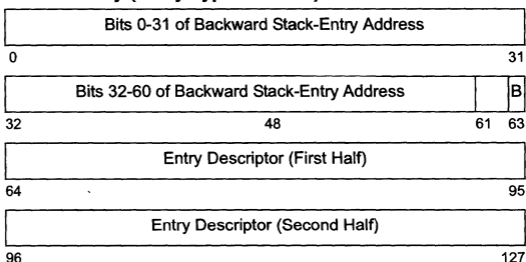 Bits 0-31 of Backward Stack-Entry Address
0 31
Bits 32-60 of Backward Stack-Entry Address B
32 48 61 63
Entry Descriptor (First Half)
64 95
Entry Descriptor (Second Half)
96 127